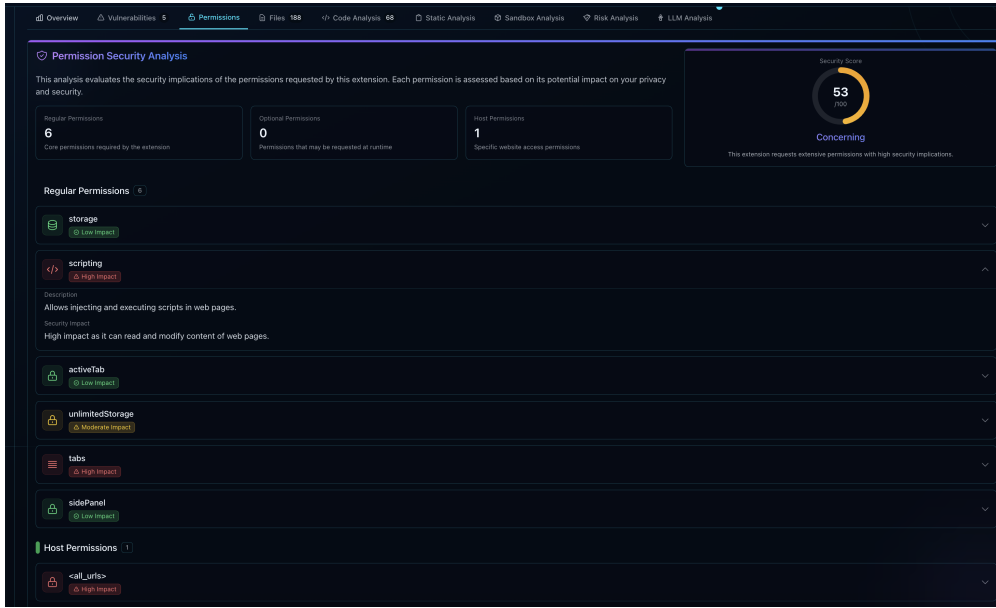 Overview
Vulnerabilities 5
Permissions
Files 188
</> Code Analysis 68
Static Analysis
Sandbox Analysis
Risk Analysis
LLM Analysis
Permission Security Analysis
This analysis evaluates the security implications of the permissions requested by this extension. Each permission is assessed based on its potential impact on your privacy
and security.
Regular Permissions
6
Core permissions required by the extension
Optional Permissions
0
Permissions that may be requested at runtime
Host Permissions
1
Specific website access permissions
Security Score
53
/100
Concerning
This extension requests extensive permissions with high security implications.
Regular Permissions 6
storage
Low Impact
scripting
High Impact
Description
Allows injecting and executing scripts in web pages.
Security Impact
High impact as it can read and modify content of web pages.
activeTab
Low Impact
unlimitedStorage
Moderate Impact
tabs
High Impact
sidePanel
Low Impact
Host Permissions 1
<all_urls>
High Impact